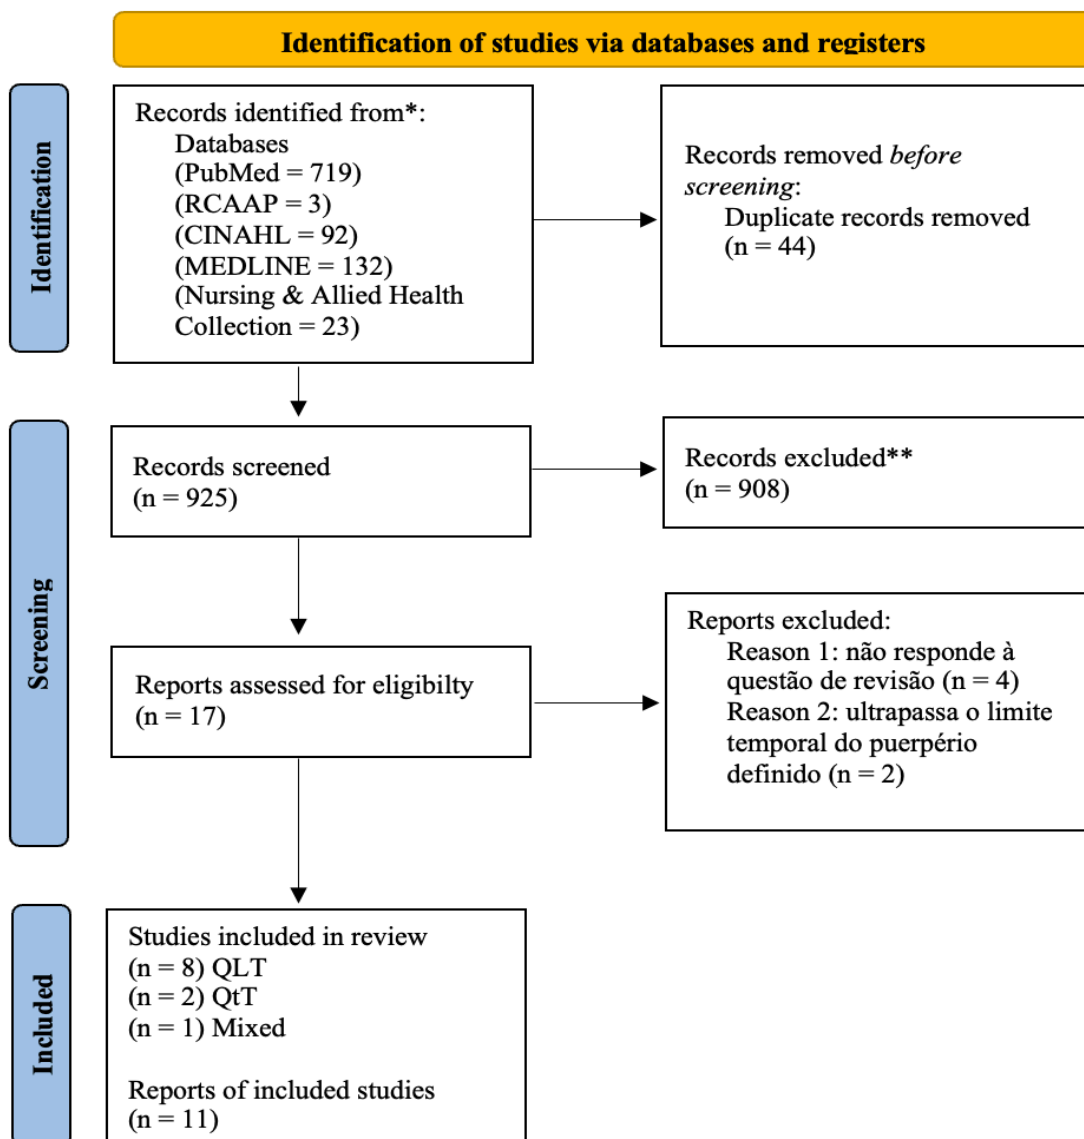 Identification of studies via databases and registers
Identification
Records identified from*:
Databases
(PubMed = 719)
(RCAAP = 3)
(CINAHL = 92)
(MEDLINE = 132)
(Nursing & Allied Health
Collection = 23)
Records removed before
screening:
Duplicate records removed
(n = 44)
Screening
Records screened
(n = 925)
Records excluded**
(n = 908)
Reports assessed for eligibilty
(n = 17)
Reports excluded:
Reason 1: não responde à
questão de revisão (n = 4)
Reason 2: ultrapassa o limite
temporal do puerpério
definido (n = 2)
Included
Studies included in review
(n = 8) QLT
(n = 2) QtT
(n = 1) Mixed
Reports of included studies
(n = 11)